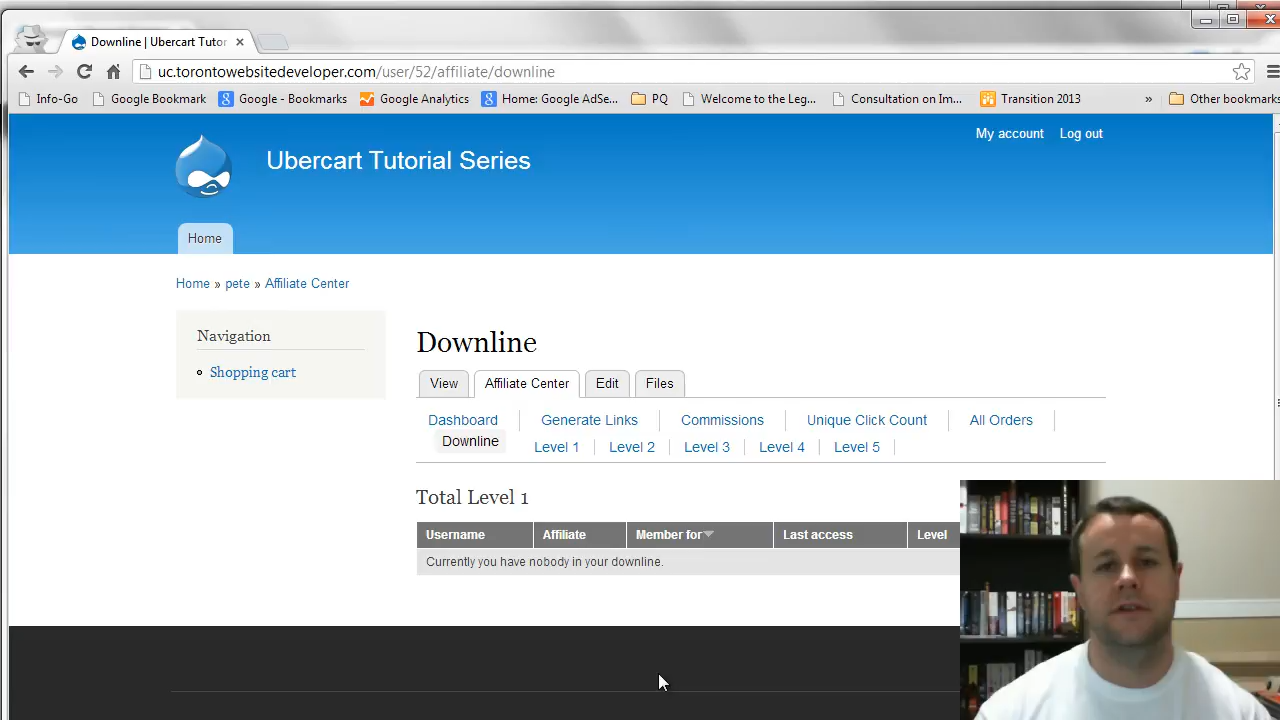 Downline | Ubercart Tutor
uc.torontowebsitedeveloper.com/user/52/affiliate/downline
Info-Go Google Bookmark Google - Bookmarks Google Analytics Home: Google AdSe... PQ Welcome to the Leg... Consultation on Im... Transition 2013 » Other bookmarks
My account Log out
Ubercart Tutorial Series
Home
Home » pete » Affiliate Center
Navigation
Shopping cart
Downline
View Affiliate Center Edit Files
Dashboard Generate Links Commissions Unique Click Count All Orders
Downline Level 1 Level 2 Level 3 Level 4 Level 5
Total Level 1
Username Affiliate Member for Last access Level
Currently you have nobody in your downline.